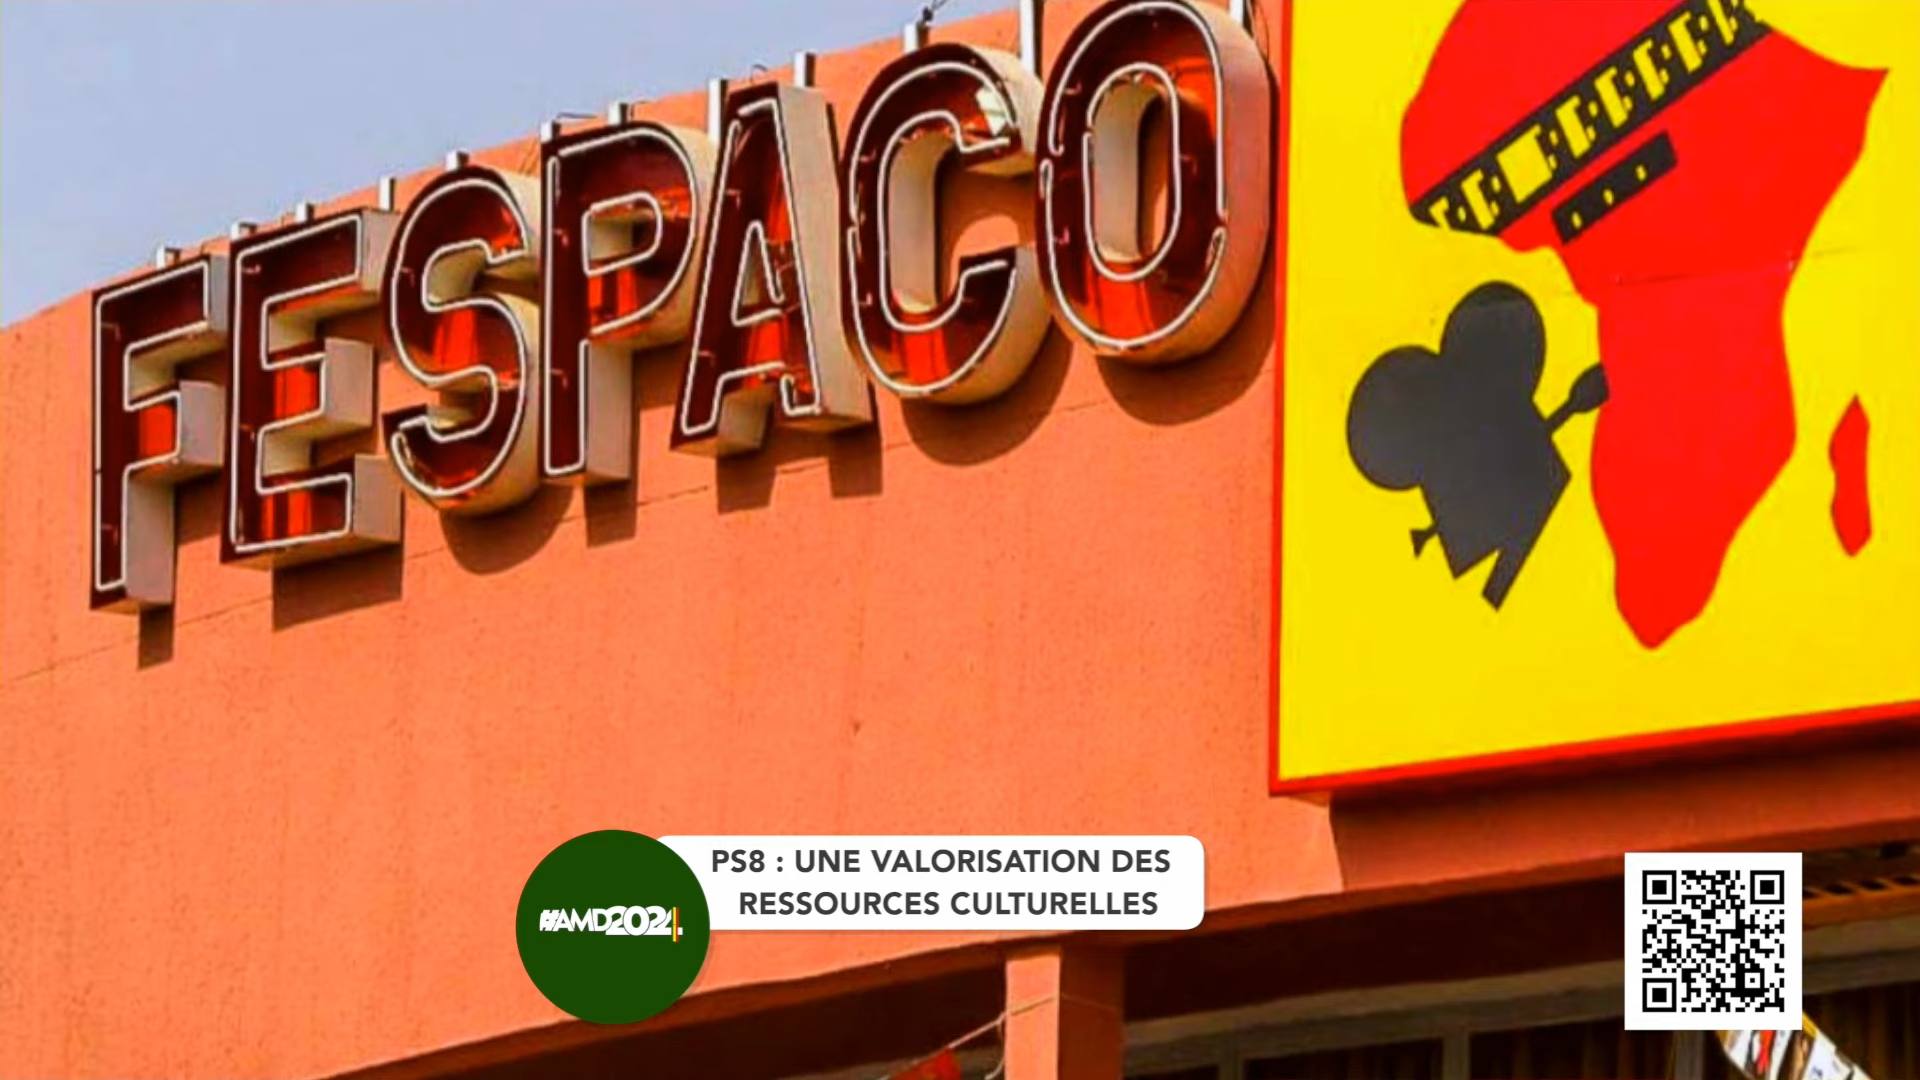 FESPACO
PS8 : UNE VALORISATION DES
RESSOURCES CULTURELLES
#AMD2024.